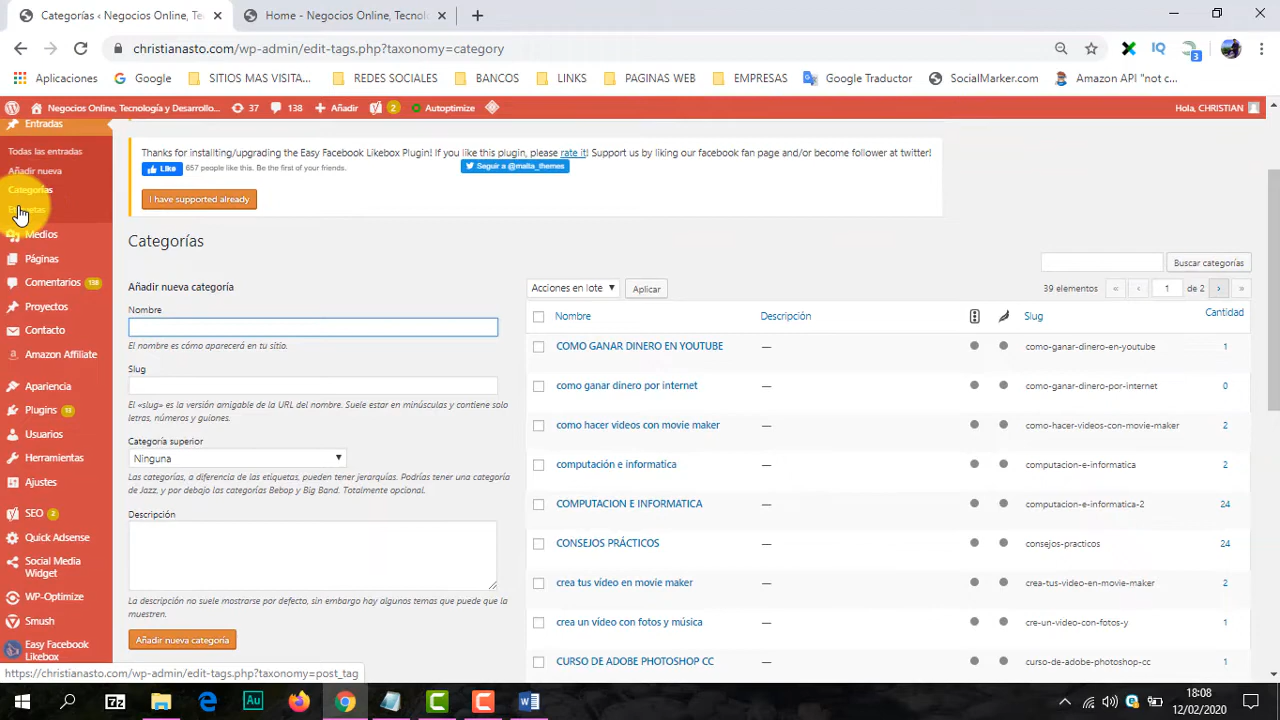 Categorías ‹ Negocios Online, Te
Home - Negocios Online, Tecnol
christianasto.com/wp-admin/edit-tags.php?taxonomy=category
3
Aplicaciones
Google
SITIOS MAS VISITA...
REDES SOCIALES
BANCOS
LINKS
PAGINAS WEB
EMPRESAS
Google Traductor
SocialMarker.com
Amazon API "not c...
Negocios Online, Tecnología y Desarrollo...
37
138
Añadir
2
Autoptimize
Hola, CHRISTIAN
Entradas
Todas las entradas
Añadir nueva
Categorías
Etiquetas
Medios
Páginas
Comentarios 138
Proyectos
Contacto
Amazon Affiliate
Apariencia
Plugins
Usuarios
Herramientas
Ajustes
SEO 2
Quick Adsense
Social Media
Widget
WP-Optimize
Smush
Easy Facebook
Likebox
Thanks for installting/upgrading the Easy Facebook Likebox Plugin! If you like this plugin, please rate it! Support us by liking our facebook fan page and/or become follower at twitter!
Like
657 people like this. Be the first of your friends.
Seguir a @malta_themes
I have supported already
Categorías
Buscar categorías
Añadir nueva categoría
Nombre
El nombre es cómo aparecerá en tu sitio.
Slug
El «slug» es la versión amigable de la URL del nombre. Suele estar en minúsculas y contiene solo
letras, números y guiones.
Categoría superior
Ninguna
Las categorías, a diferencia de las etiquetas, pueden tener jerarquías. Podrías tener una categoría
de Jazz, y por debajo las categorías Bebop y Big Band. Totalmente opcional.
Descripción
La descripción no suele mostrarse por defecto, sin embargo hay algunos temas que puede que la
muestren.
Añadir nueva categoría
Acciones en lote
Aplicar
39 elementos « ‹ 1 de 2 › »
Nombre Descripción Slug Cantidad
COMO GANAR DINERO EN YOUTUBE — como-ganar-dinero-en-youtube 1
como ganar dinero por internet — como-ganar-dinero-por-internet 0
como hacer videos con movie maker — como-hacer-videos-con-movie-maker 2
computación e informatica — computacion-e-informatica 2
COMPUTACION E INFORMATICA — computacion-e-informatica-2 24
CONSEJOS PRÁCTICOS — consejos-practicos 24
crea tus vídeo en movie maker — crea-tus-video-en-movie-maker 2
crea un vídeo con fotos y música — cre-un-video-con-fotos-y 1
CURSO DE ADOBE PHOTOSHOP CC — curso-de-adobe-photoshop-cc 1
https://christianasto.com/wp-admin/edit-tags.php?taxonomy=post_tag
18:08
12/02/2020